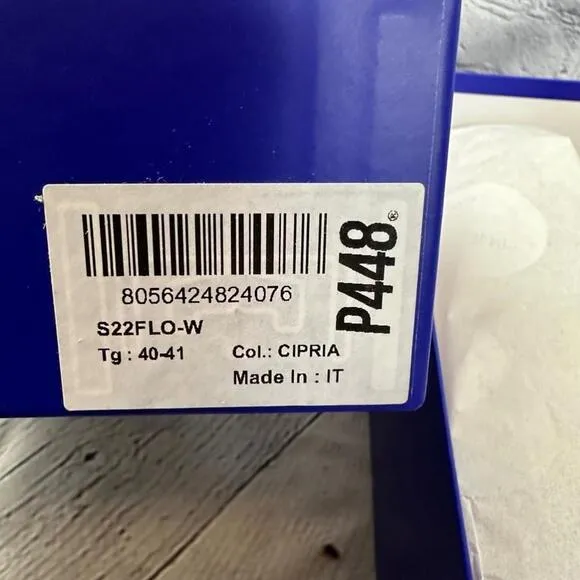 8056424824076
S22FLO-W
Tg : 40-41 Col.: CIPRIA
Made In : IT
P448®